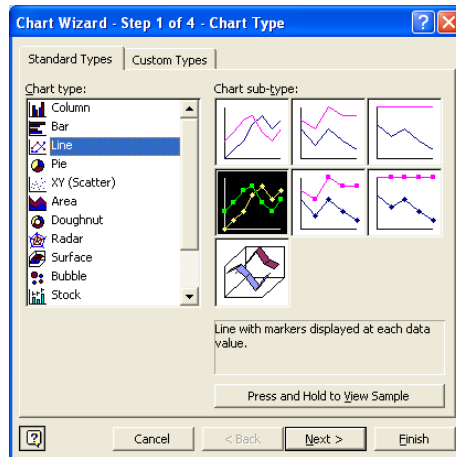 Chart Wizard - Step 1 of 4 - Chart Type
Standard Types
Custom Types
Chart type:
Column
Bar
Line
Pie
XY (Scatter)
Area
Doughnut
Radar
Surface
Bubble
Stock
Chart sub-type:
Line with markers displayed at each data
value.
Press and Hold to View Sample
Cancel
< Back
Next >
Finish